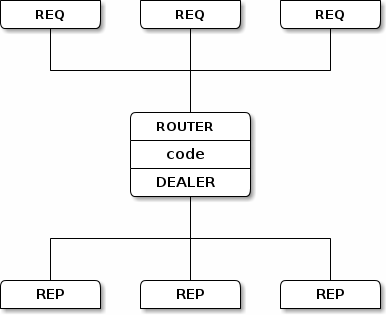 REQ REQ REQ
ROUTER
code
DEALER
REP REP REP